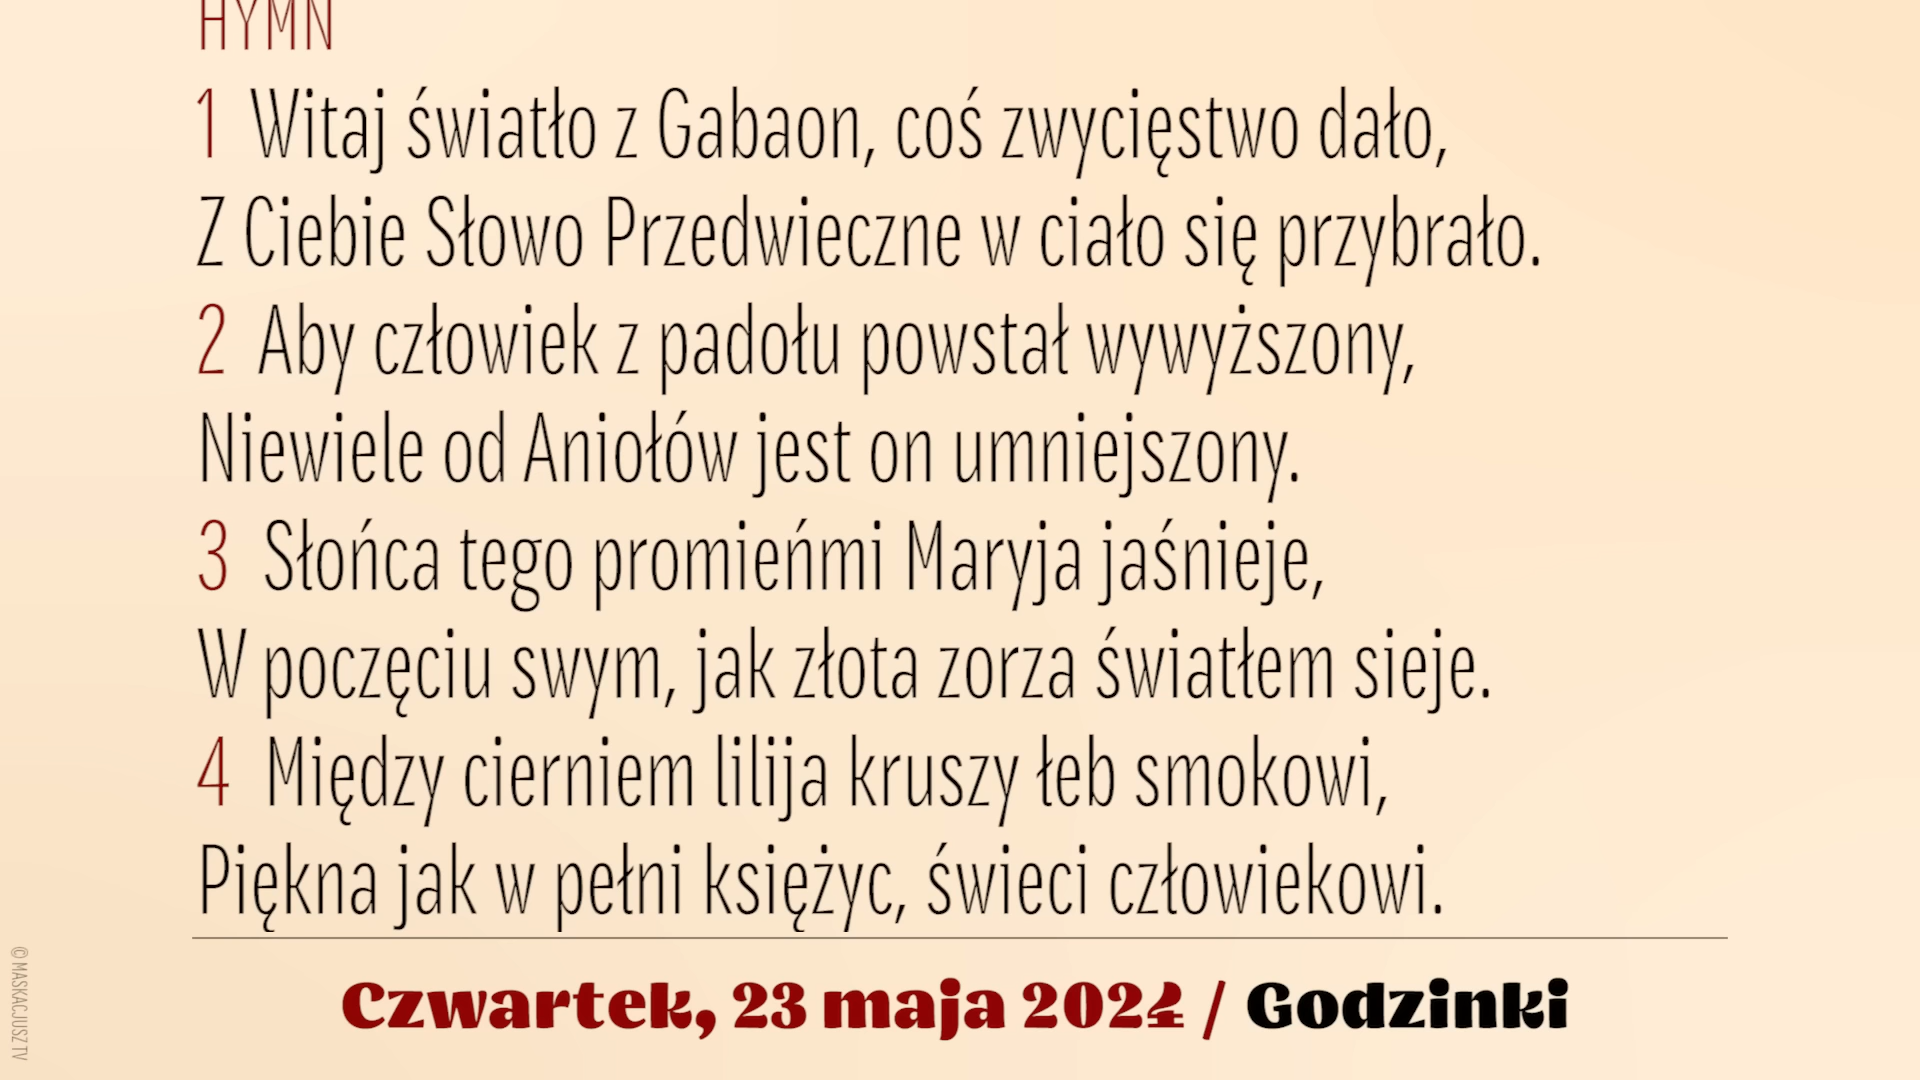 HYMN
1 Witaj światło z Gabaon, coś zwycięstwo dało,
Z Ciebie Słowo Przedwieczne w ciało się przybrało.
2 Aby człowiek z padołu powstał wywyższony,
Niewiele od Aniołów jest on umniejszony.
3 Słońca tego promieńmi Maryja jaśnieje,
W poczęciu swym, jak złota zorza światłem sieje.
4 Między cierniem lilija kruszy łeb smokowi,
Piękna jak w pełni księżyc, świeci człowiekowi.
Czwartek, 23 maja 2024 / Godzinki
© MASKACJUSZ TV